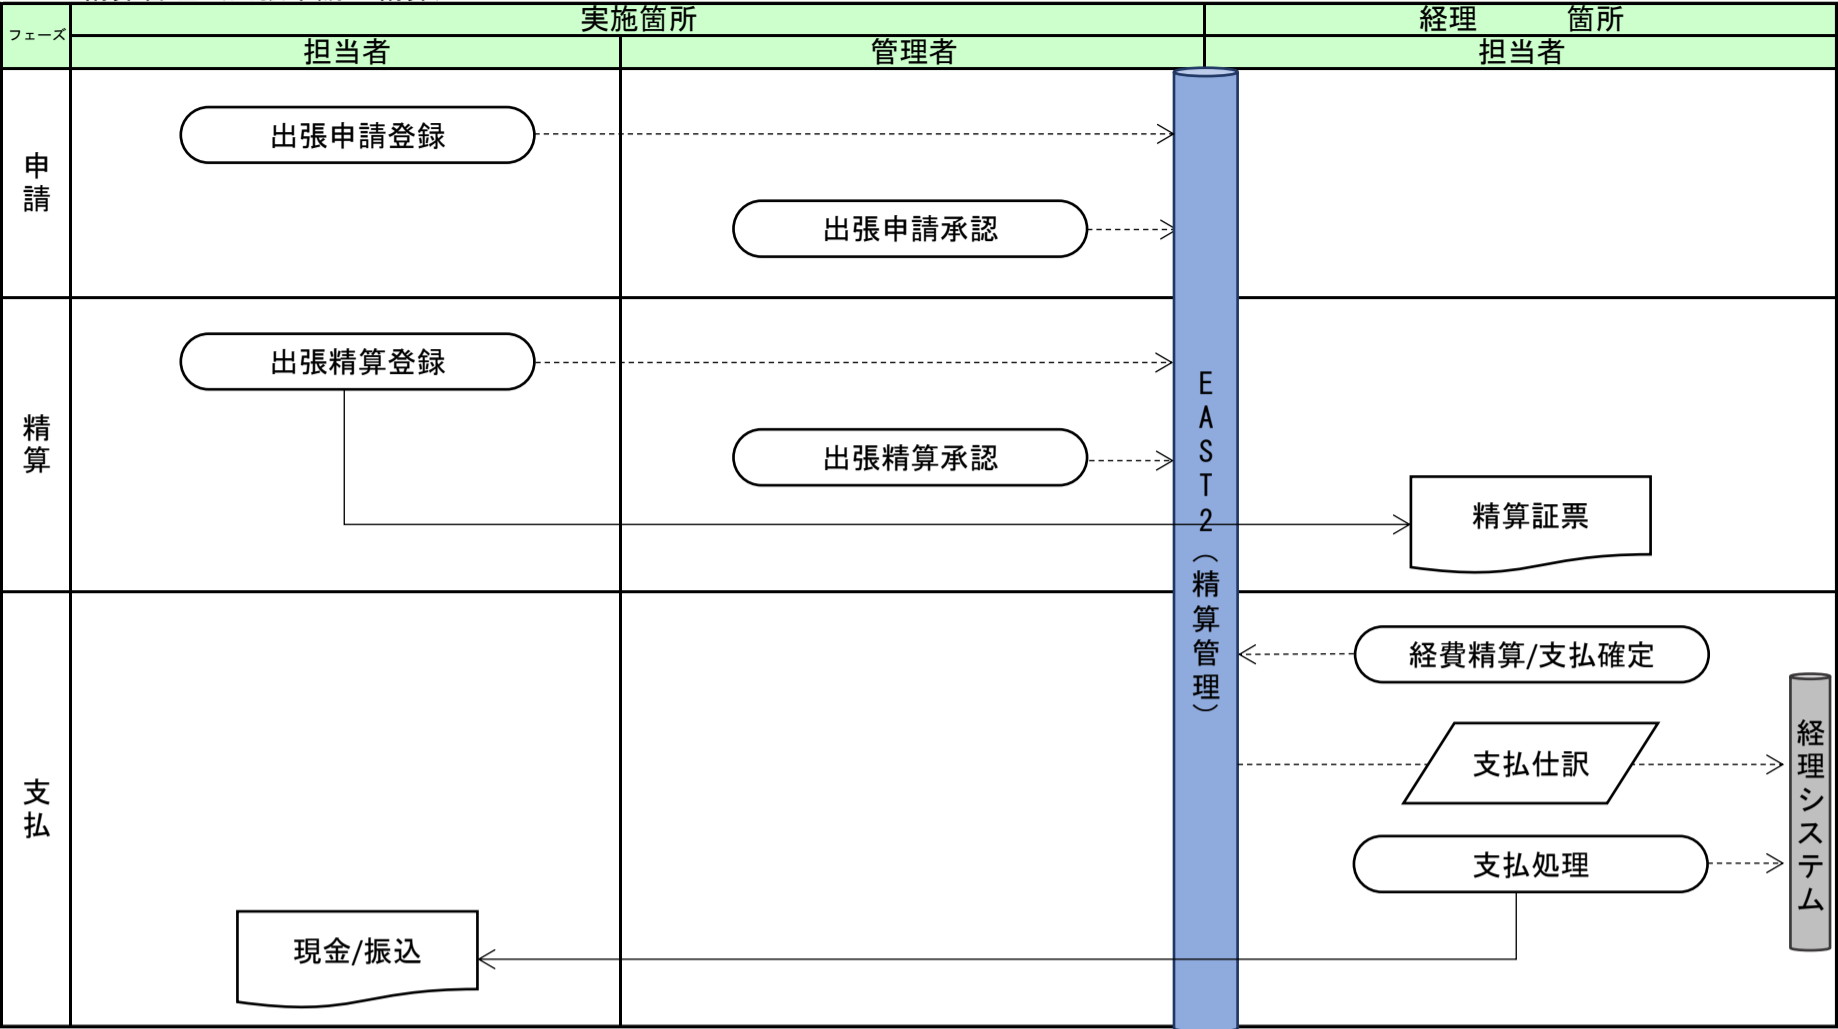 フェーズ
実施箇所
経理 箇所
担当者
管理者
担当者
申請
出張申請登録
出張申請承認
精算
出張精算登録
出張精算承認
精算証票
EAST2(精算管理)
支払
経費精算/支払確定
支払仕訳
支払処理
経理システム
現金/振込